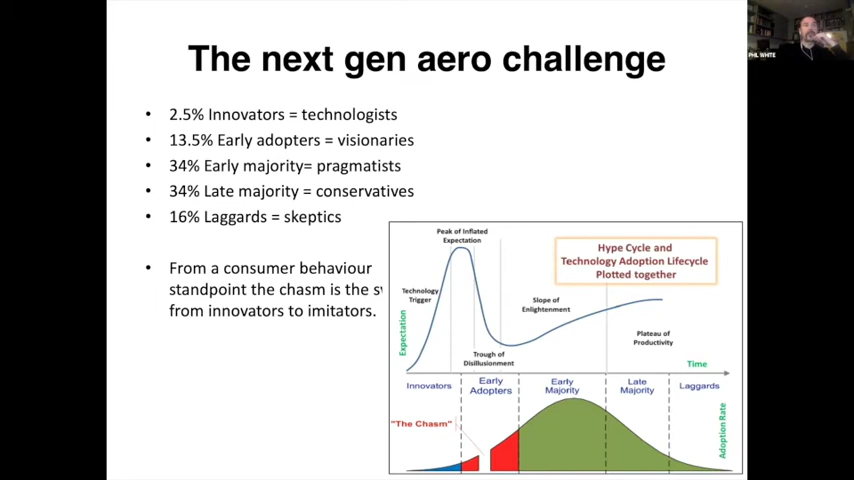 The next gen aero challenge
PHL WHITE
• 2.5% Innovators = technologists
• 13.5% Early adopters = visionaries
• 34% Early majority= pragmatists
• 34% Late majority = conservatives
• 16% Laggards = skeptics
• From a consumer behaviour
standpoint the chasm is the
from innovators to imitators.
Peak of Inflated
Expectation
Hype Cycle and
Technology Adoption Lifecycle
Plotted together
Technology
Trigger
Slope of
Enlightenment
Expectation
Plateau of
Productivity
Trough of
Disillusionment
Time
Innovators
Early
Adopters
Early
Majority
Late
Majority
Laggards
"The Chasm"
Adoption Rate